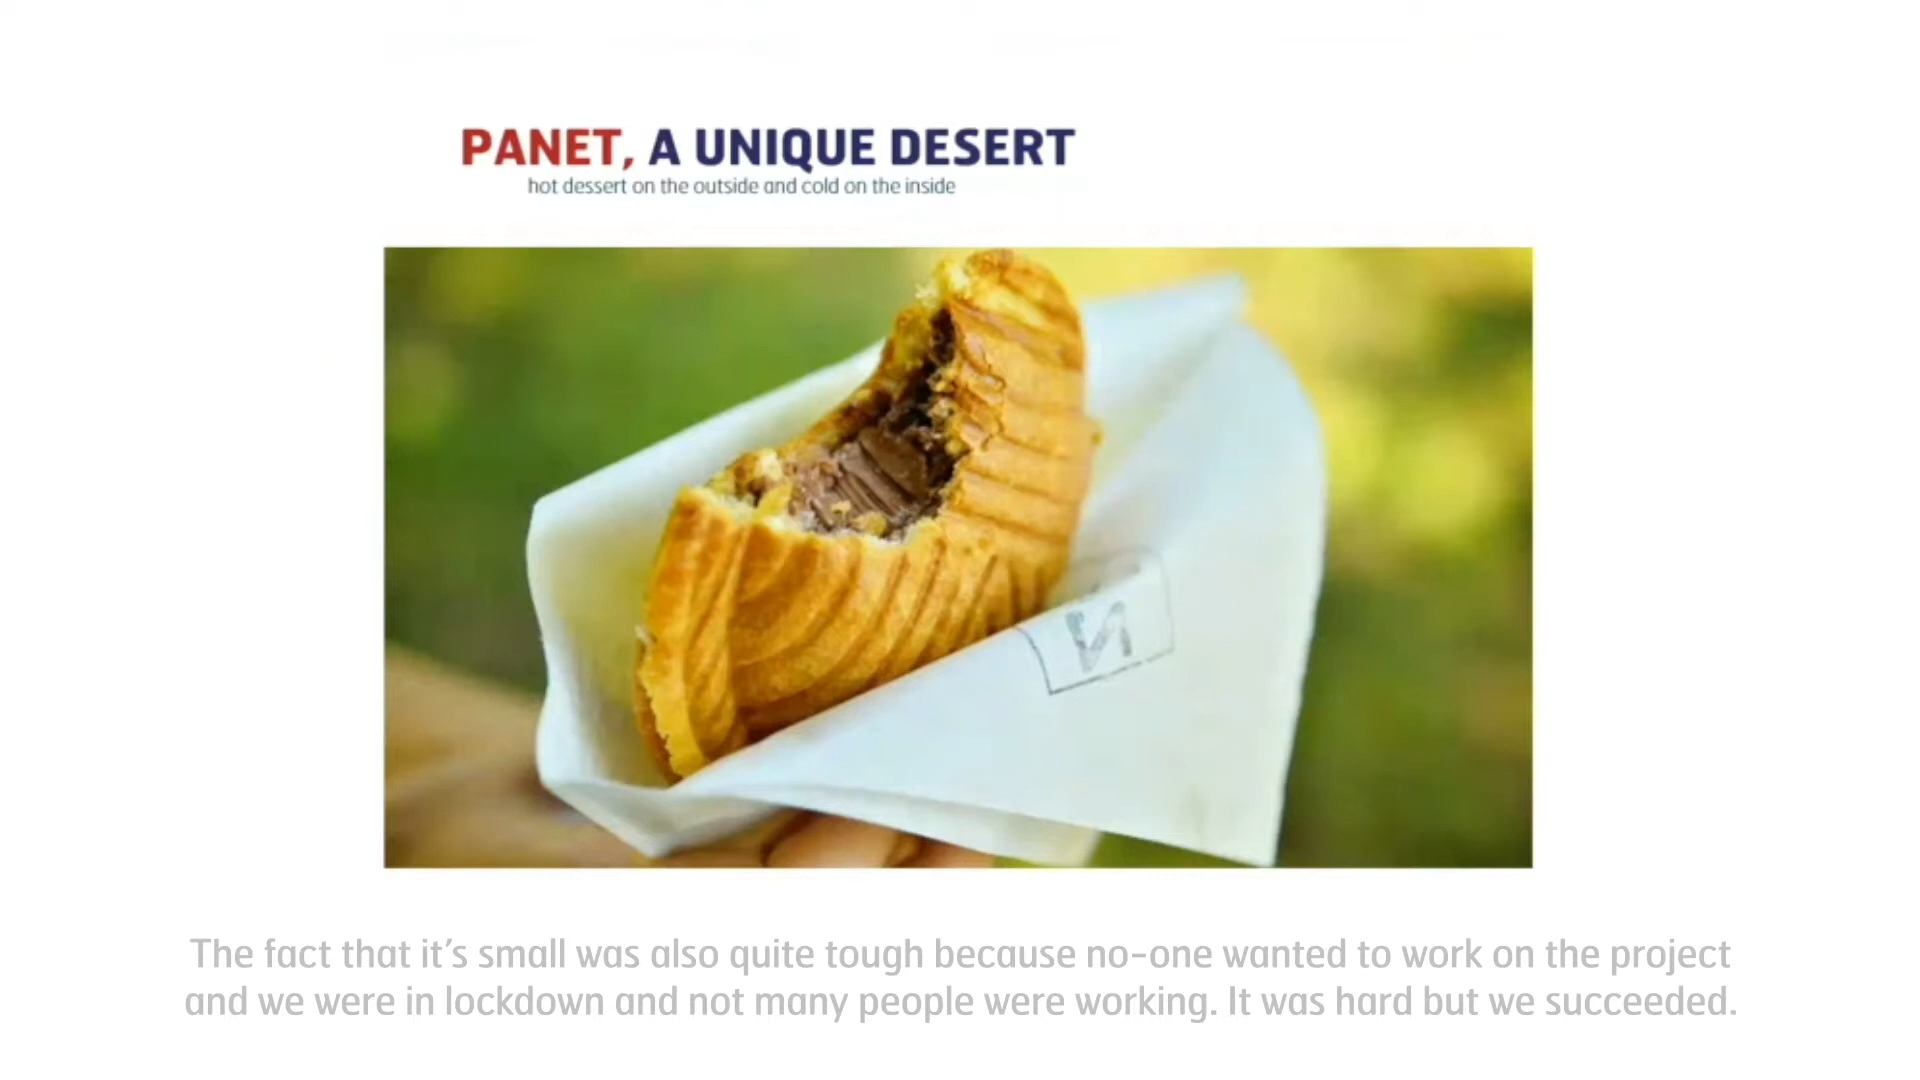 PANET, A UNIQUE DESERT
hot dessert on the outside and cold on the inside
The fact that it's small was also quite tough because no-one wanted to work on the project
and we were in lockdown and not many people were working. It was hard but we succeeded.